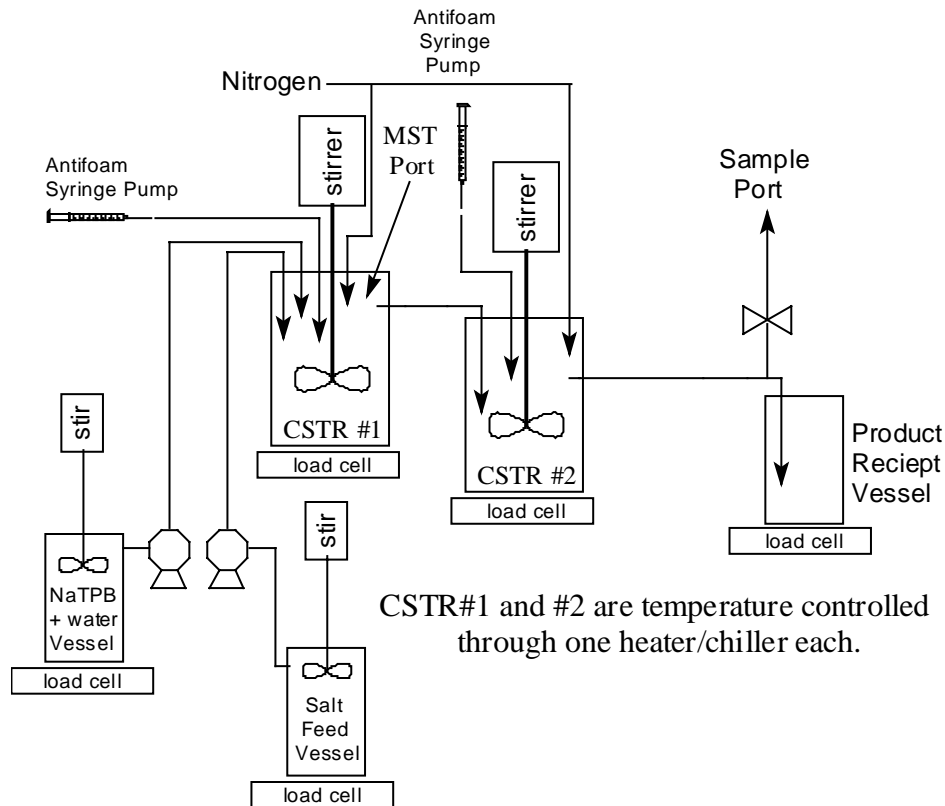 Antifoam
Syringe
Pump
Nitrogen
MST
Port
stirrer
Antifoam
Syringe Pump
stirrer
Sample
Port
CSTR #1
load cell
CSTR #2
load cell
Product
Reciept
Vessel
load cell
stir
stir
NaTPB
+ water
Vessel
load cell
CSTR#1 and #2 are temperature controlled
through one heater/chiller each.
Salt
Feed
Vessel
load cell